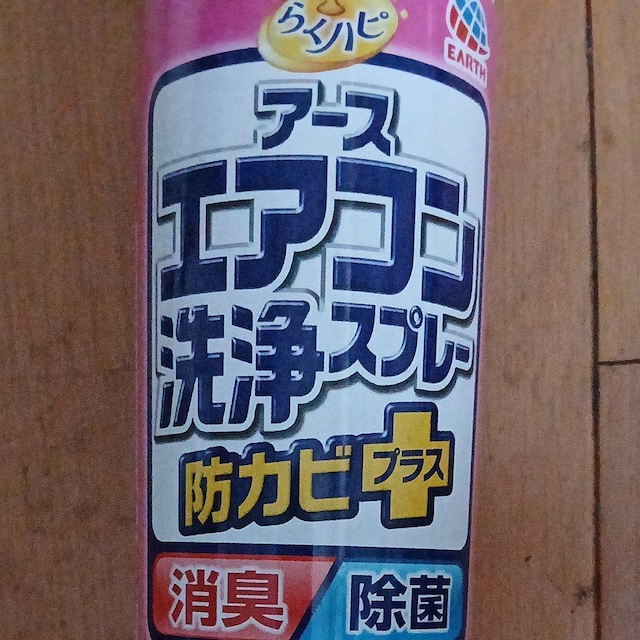 らくハピ
EARTH
アース
エアコン
洗浄スプレー
防カビプラス
消臭 除菌